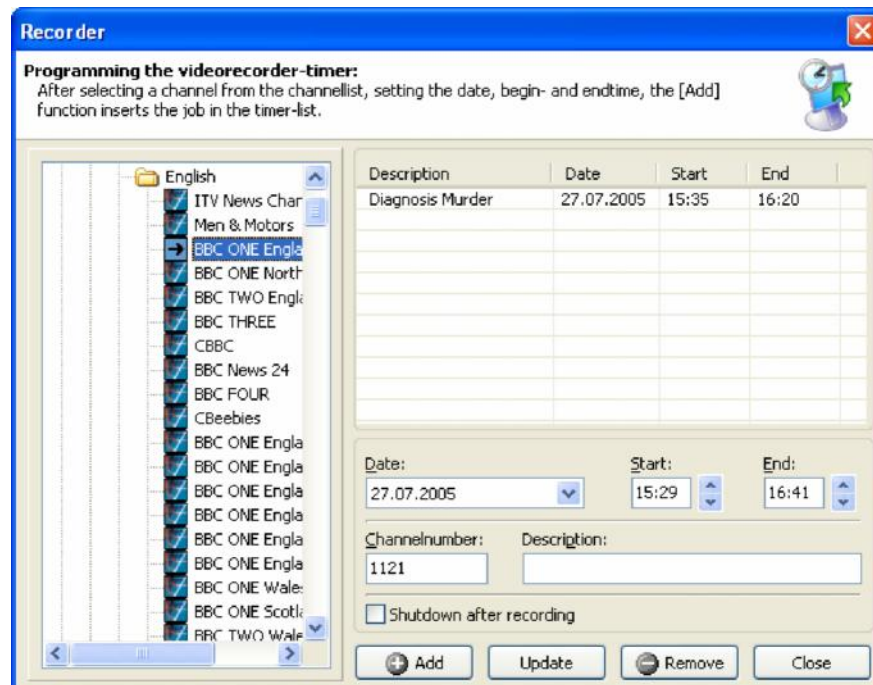 Recorder
Programming the videorecorder-timer:
After selecting a channel from the channellist, setting the date, begin- and endtime, the [Add]
function inserts the job in the timer-list.
English
ITV News Char
Men & Motors
BBC ONE Engla
BBC ONE North
BBC TWO Engla
BBC THREE
CBBC
BBC News 24
BBC FOUR
CBeebies
BBC ONE Engla
BBC ONE Engla
BBC ONE Engla
BBC ONE Engla
BBC ONE Engla
BBC ONE Engla
BBC ONE Wale
BBC ONE Scotla
BBC TWO Wale
Description Date Start End
Diagnosis Murder 27.07.2005 15:35 16:20
Date: Start: End:
27.07.2005 15:29 16:41
Channelnumber: Description:
1121
Shutdown after recording
Add Update Remove Close